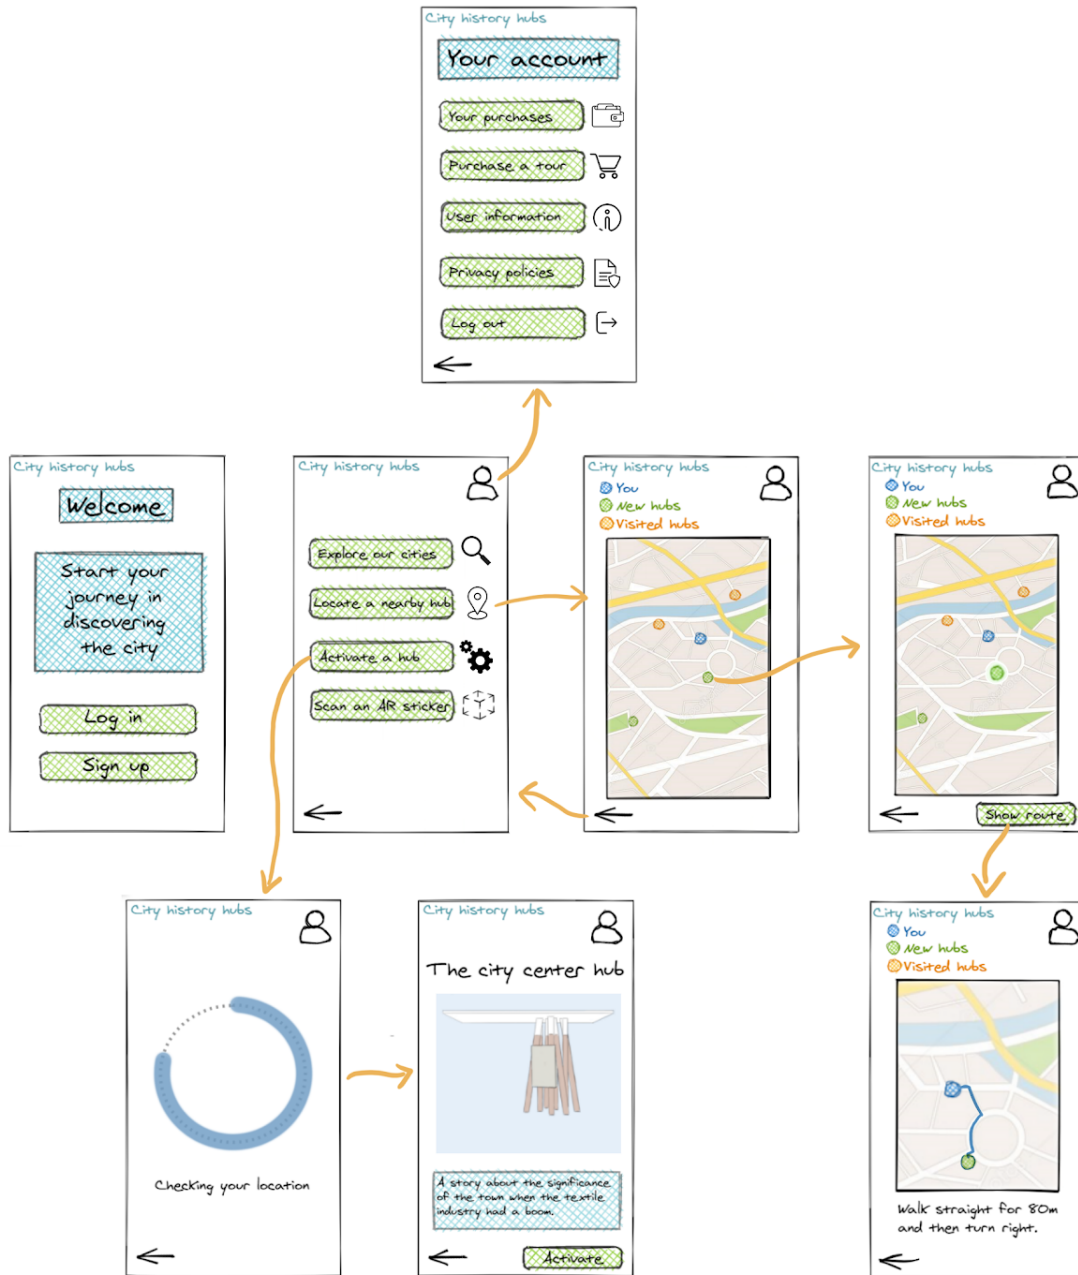 City history hubs
Your account
Your purchases
Purchase a tour
User information
Privacy policies
Log out
City history hubs
Welcome
Start your
journey in
discovering
the city
Log in
Sign up
City history hubs
Explore our cities
Locate a nearby hub
Activate a hub
Scan an AR sticker
City history hubs
You
New hubs
Visited hubs
City history hubs
You
New hubs
Visited hubs
Show route
City history hubs
Checking your location
City history hubs
The city center hub
A story about the significance
of the town when the textile
industry had a boom.
Activate
City history hubs
You
New hubs
Visited hubs
Walk straight for 80m
and then turn right.